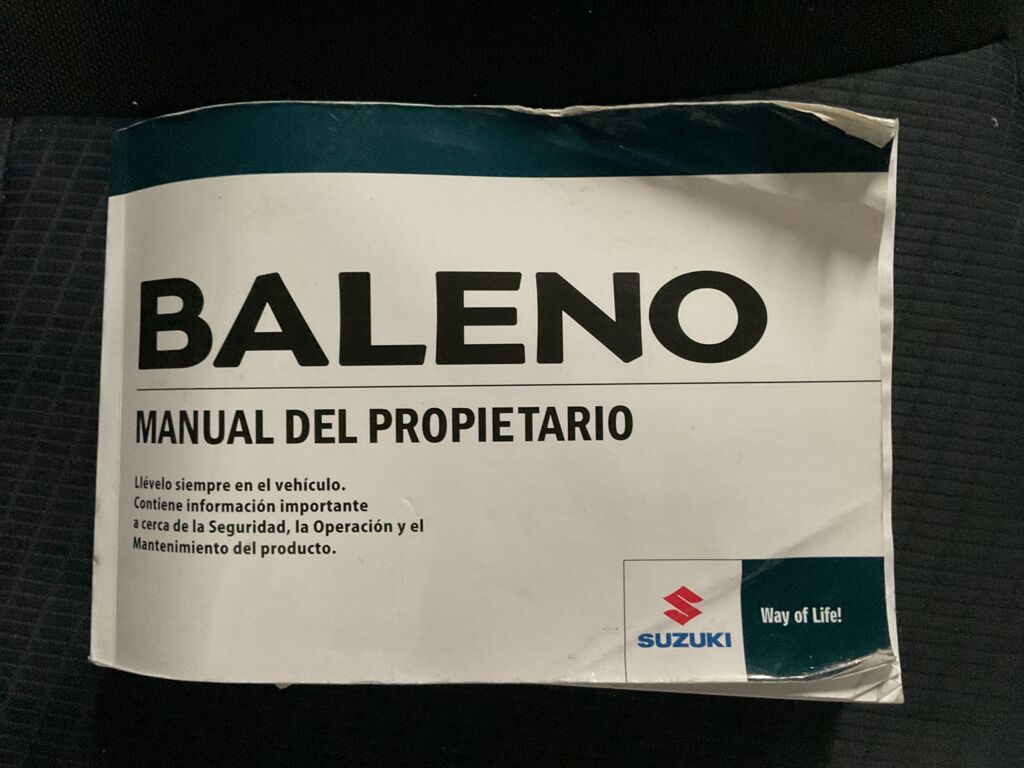 BALENO
MANUAL DEL PROPIETARIO
Llévelo siempre en el vehículo.
Contiene información importante
a cerca de la Seguridad, la Operación y el
Mantenimiento del producto.
SUZUKI
Way of Life!